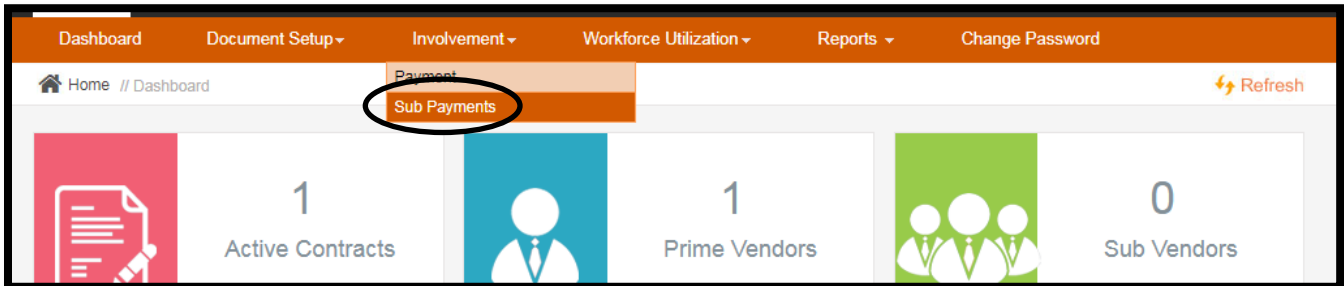 Dashboard Document Setup Involvement Workforce Utilization Reports Change Password
Home // Dashboard
Refresh
Payment
Sub Payments
1
Active Contracts
1
Prime Vendors
0
Sub Vendors